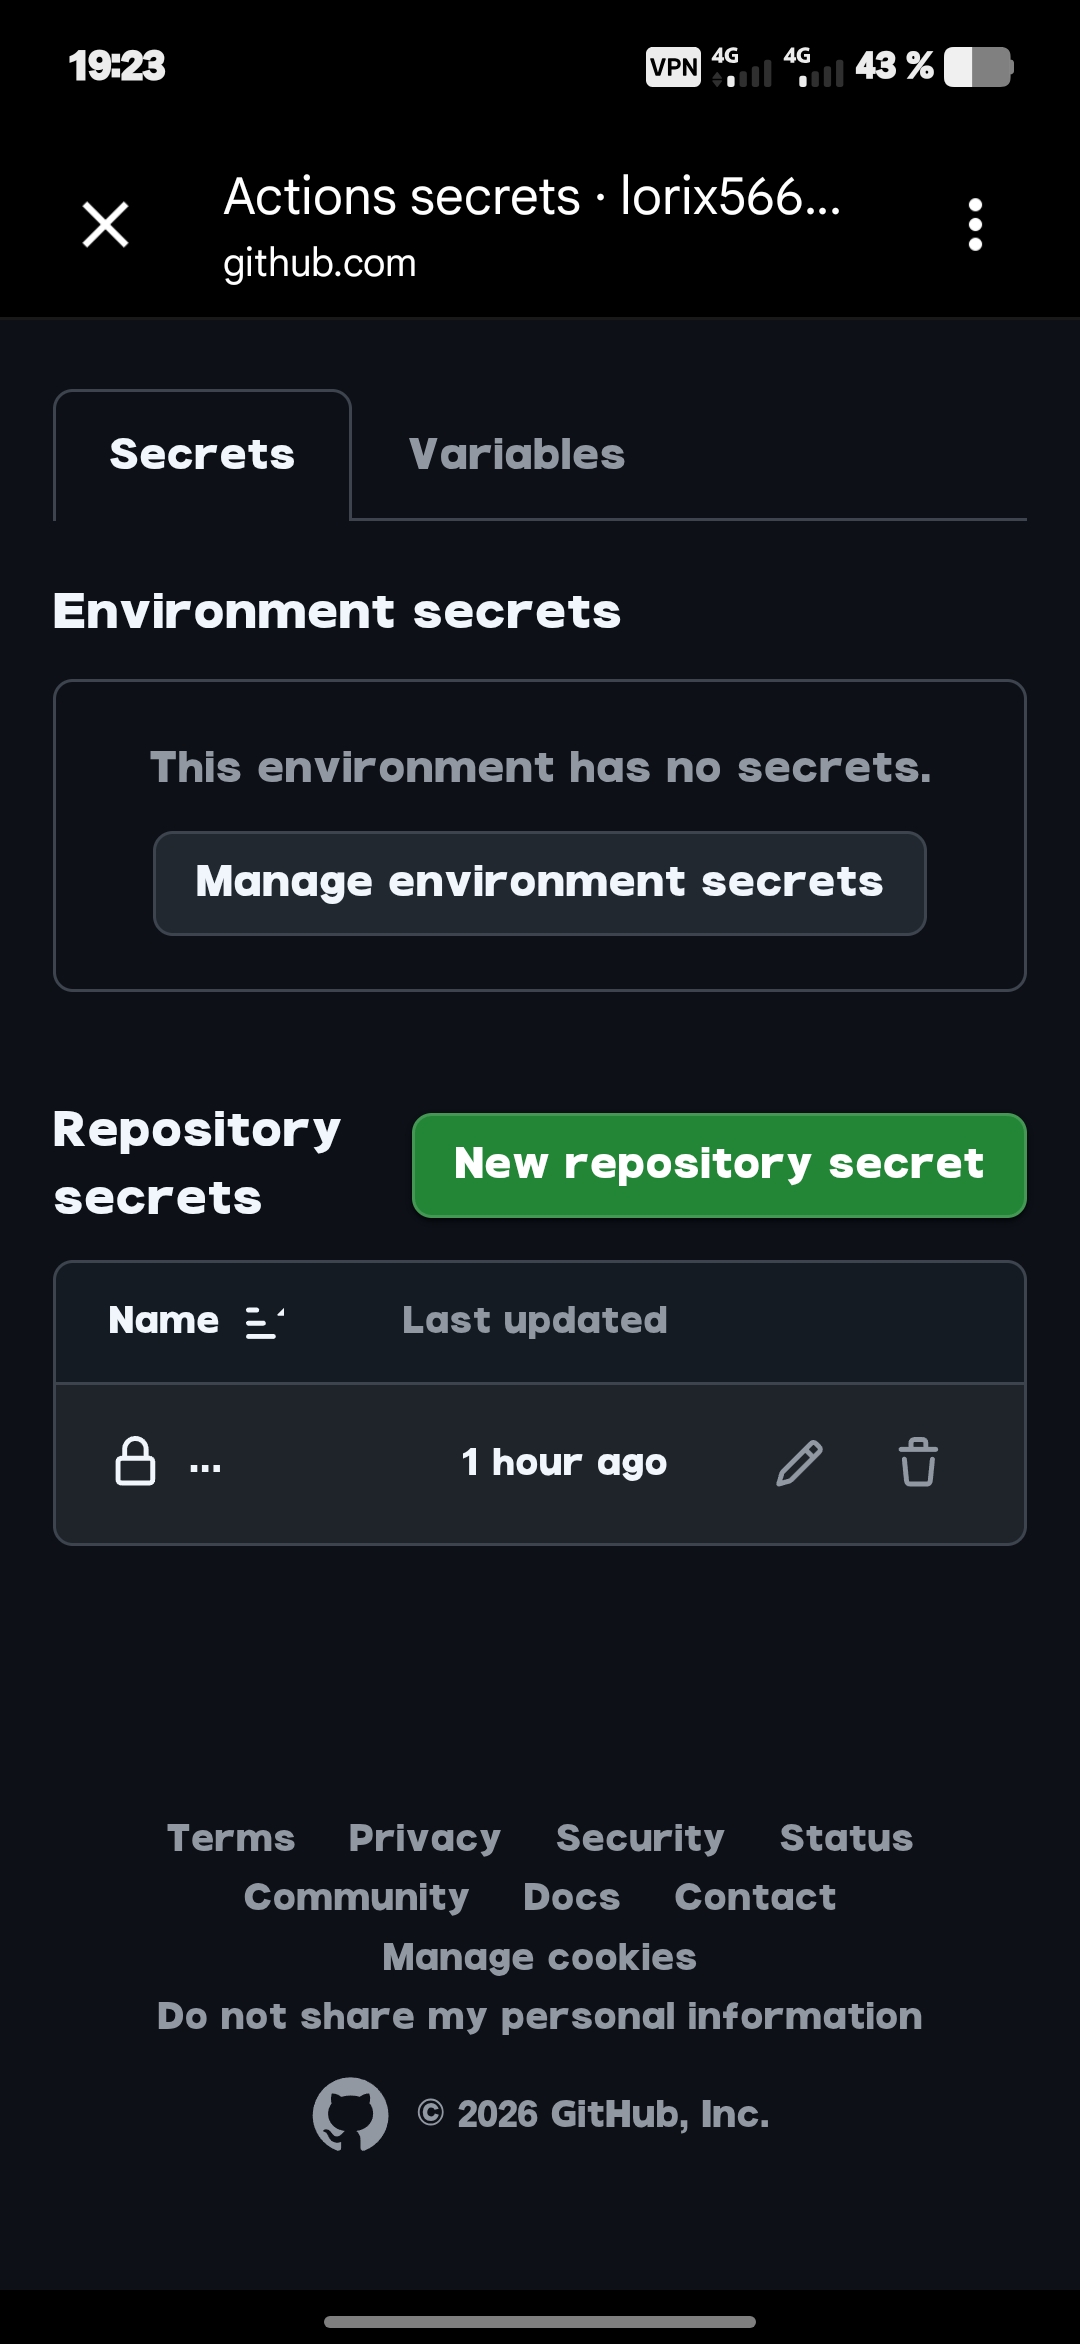 19:23
VPN 4G 4G 43 %
Actions secrets · lorix566...
github.com
Secrets Variables
Environment secrets
This environment has no secrets.
Manage environment secrets
Repository secrets
New repository secret
Name Last updated
... 1 hour ago
Terms Privacy Security Status
Community Docs Contact
Manage cookies
Do not share my personal information
© 2026 GitHub, Inc.